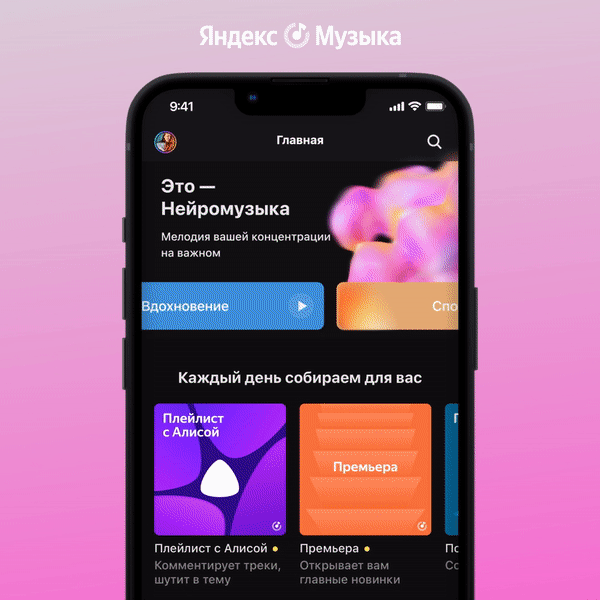 Яндекс Музыка
9:41
Главная
Это —
Нейромузыка
Мелодия вашей концентрации
на важном
Вдохновение
Спо
Каждый день собираем для вас
Плейлист
с Алисой
Премьера
П
Плейлист с Алисой
Премьера
По
Комментирует треки,
шутит в тему
Открывает вам
главные новинки
Со